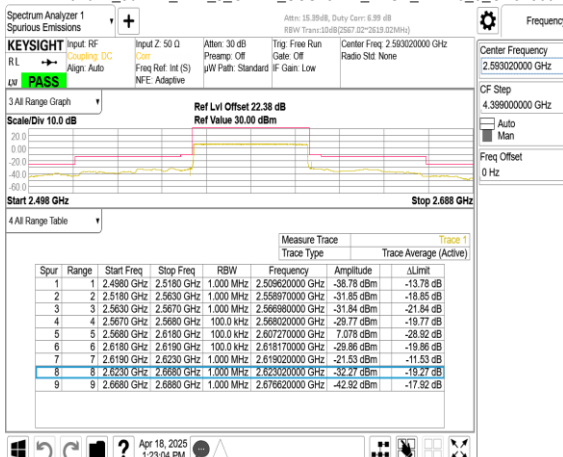 Spectrum Analyzer 1
Spurious Emissions
Attn: 15.39dB, Duty Corr: 6.99 dB
RBW Trans:10dB(2567.02~2619.02MHz)
Frequency
KEYSIGHT
Input: RF
Coupling: DC
Align: Auto
Input Z: 50 Ω
Corr
Freq Ref: Int (S)
NFE: Adaptive
Atten: 30 dB
Preamp: Off
µW Path: Standard
Trig: Free Run
Gate: Off
IF Gain: Low
Center Freq: 2.593020000 GHz
Radio Std: None
RL
LXI
PASS
Center Frequency
2.593020000 GHz
CF Step
4.399000000 GHz
Auto
Man
Freq Offset
0 Hz
3 All Range Graph
Scale/Div 10.0 dB
Ref Lvl Offset 22.38 dB
Ref Value 30.00 dBm
20.0
0.00
-20.0
-40.0
-60.0
Start 2.498 GHz
Stop 2.688 GHz
4 All Range Table
Measure Trace Trace 1
Trace Type Trace Average (Active)
Spur Range Start Freq Stop Freq RBW Frequency Amplitude ΔLimit
1 1 2.4980 GHz 2.5180 GHz 1.000 MHz 2.509620000 GHz -38.78 dBm -13.78 dB
2 2 2.5180 GHz 2.5630 GHz 1.000 MHz 2.558970000 GHz -31.85 dBm -18.85 dB
3 3 2.5630 GHz 2.5670 GHz 1.000 MHz 2.566980000 GHz -31.84 dBm -21.84 dB
4 4 2.5670 GHz 2.5680 GHz 100.0 kHz 2.568020000 GHz -29.77 dBm -19.77 dB
5 5 2.5680 GHz 2.6180 GHz 100.0 kHz 2.607270000 GHz 7.078 dBm -28.92 dB
6 6 2.6180 GHz 2.6190 GHz 100.0 kHz 2.618170000 GHz -29.86 dBm -19.86 dB
7 7 2.6190 GHz 2.6230 GHz 1.000 MHz 2.619020000 GHz -21.53 dBm -11.53 dB
8 8 2.6230 GHz 2.6680 GHz 1.000 MHz 2.623020000 GHz -32.27 dBm -19.27 dB
9 9 2.6680 GHz 2.6880 GHz 1.000 MHz 2.676620000 GHz -42.92 dBm -17.92 dB
Apr 18, 2025
1:23:04 PM